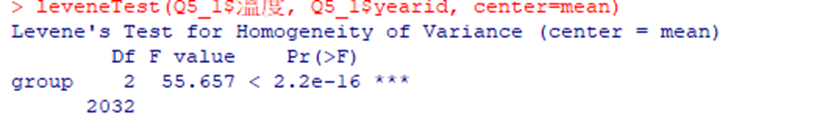 > leveneTest(Q5_1$溫度, Q5_1$yearid, center=mean)
Levene's Test for Homogeneity of Variance (center = mean)
Df F value Pr(>F)
group 2 55.657 < 2.2e-16 ***
2032